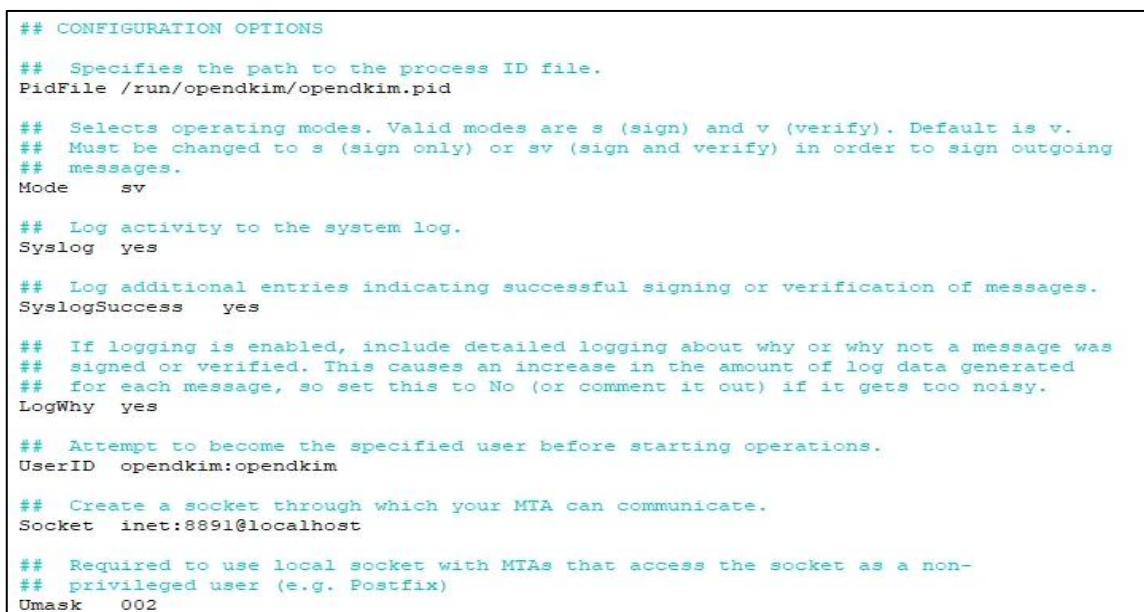 ## CONFIGURATION OPTIONS
## Specifies the path to the process ID file.
PidFile /run/opendkim/opendkim.pid
## Selects operating modes. Valid modes are s (sign) and v (verify). Default is v.
## Must be changed to s (sign only) or sv (sign and verify) in order to sign outgoing
## messages.
Mode sv
## Log activity to the system log.
Syslog yes
## Log additional entries indicating successful signing or verification of messages.
SyslogSuccess yes
## If logging is enabled, include detailed logging about why or why not a message was
## signed or verified. This causes an increase in the amount of log data generated
## for each message, so set this to No (or comment it out) if it gets too noisy.
LogWhy yes
## Attempt to become the specified user before starting operations.
UserID opendkim:opendkim
## Create a socket through which your MTA can communicate.
Socket inet:8891@localhost
## Required to use local socket with MTAs that access the socket as a non-
## privileged user (e.g. Postfix)
Umask 002